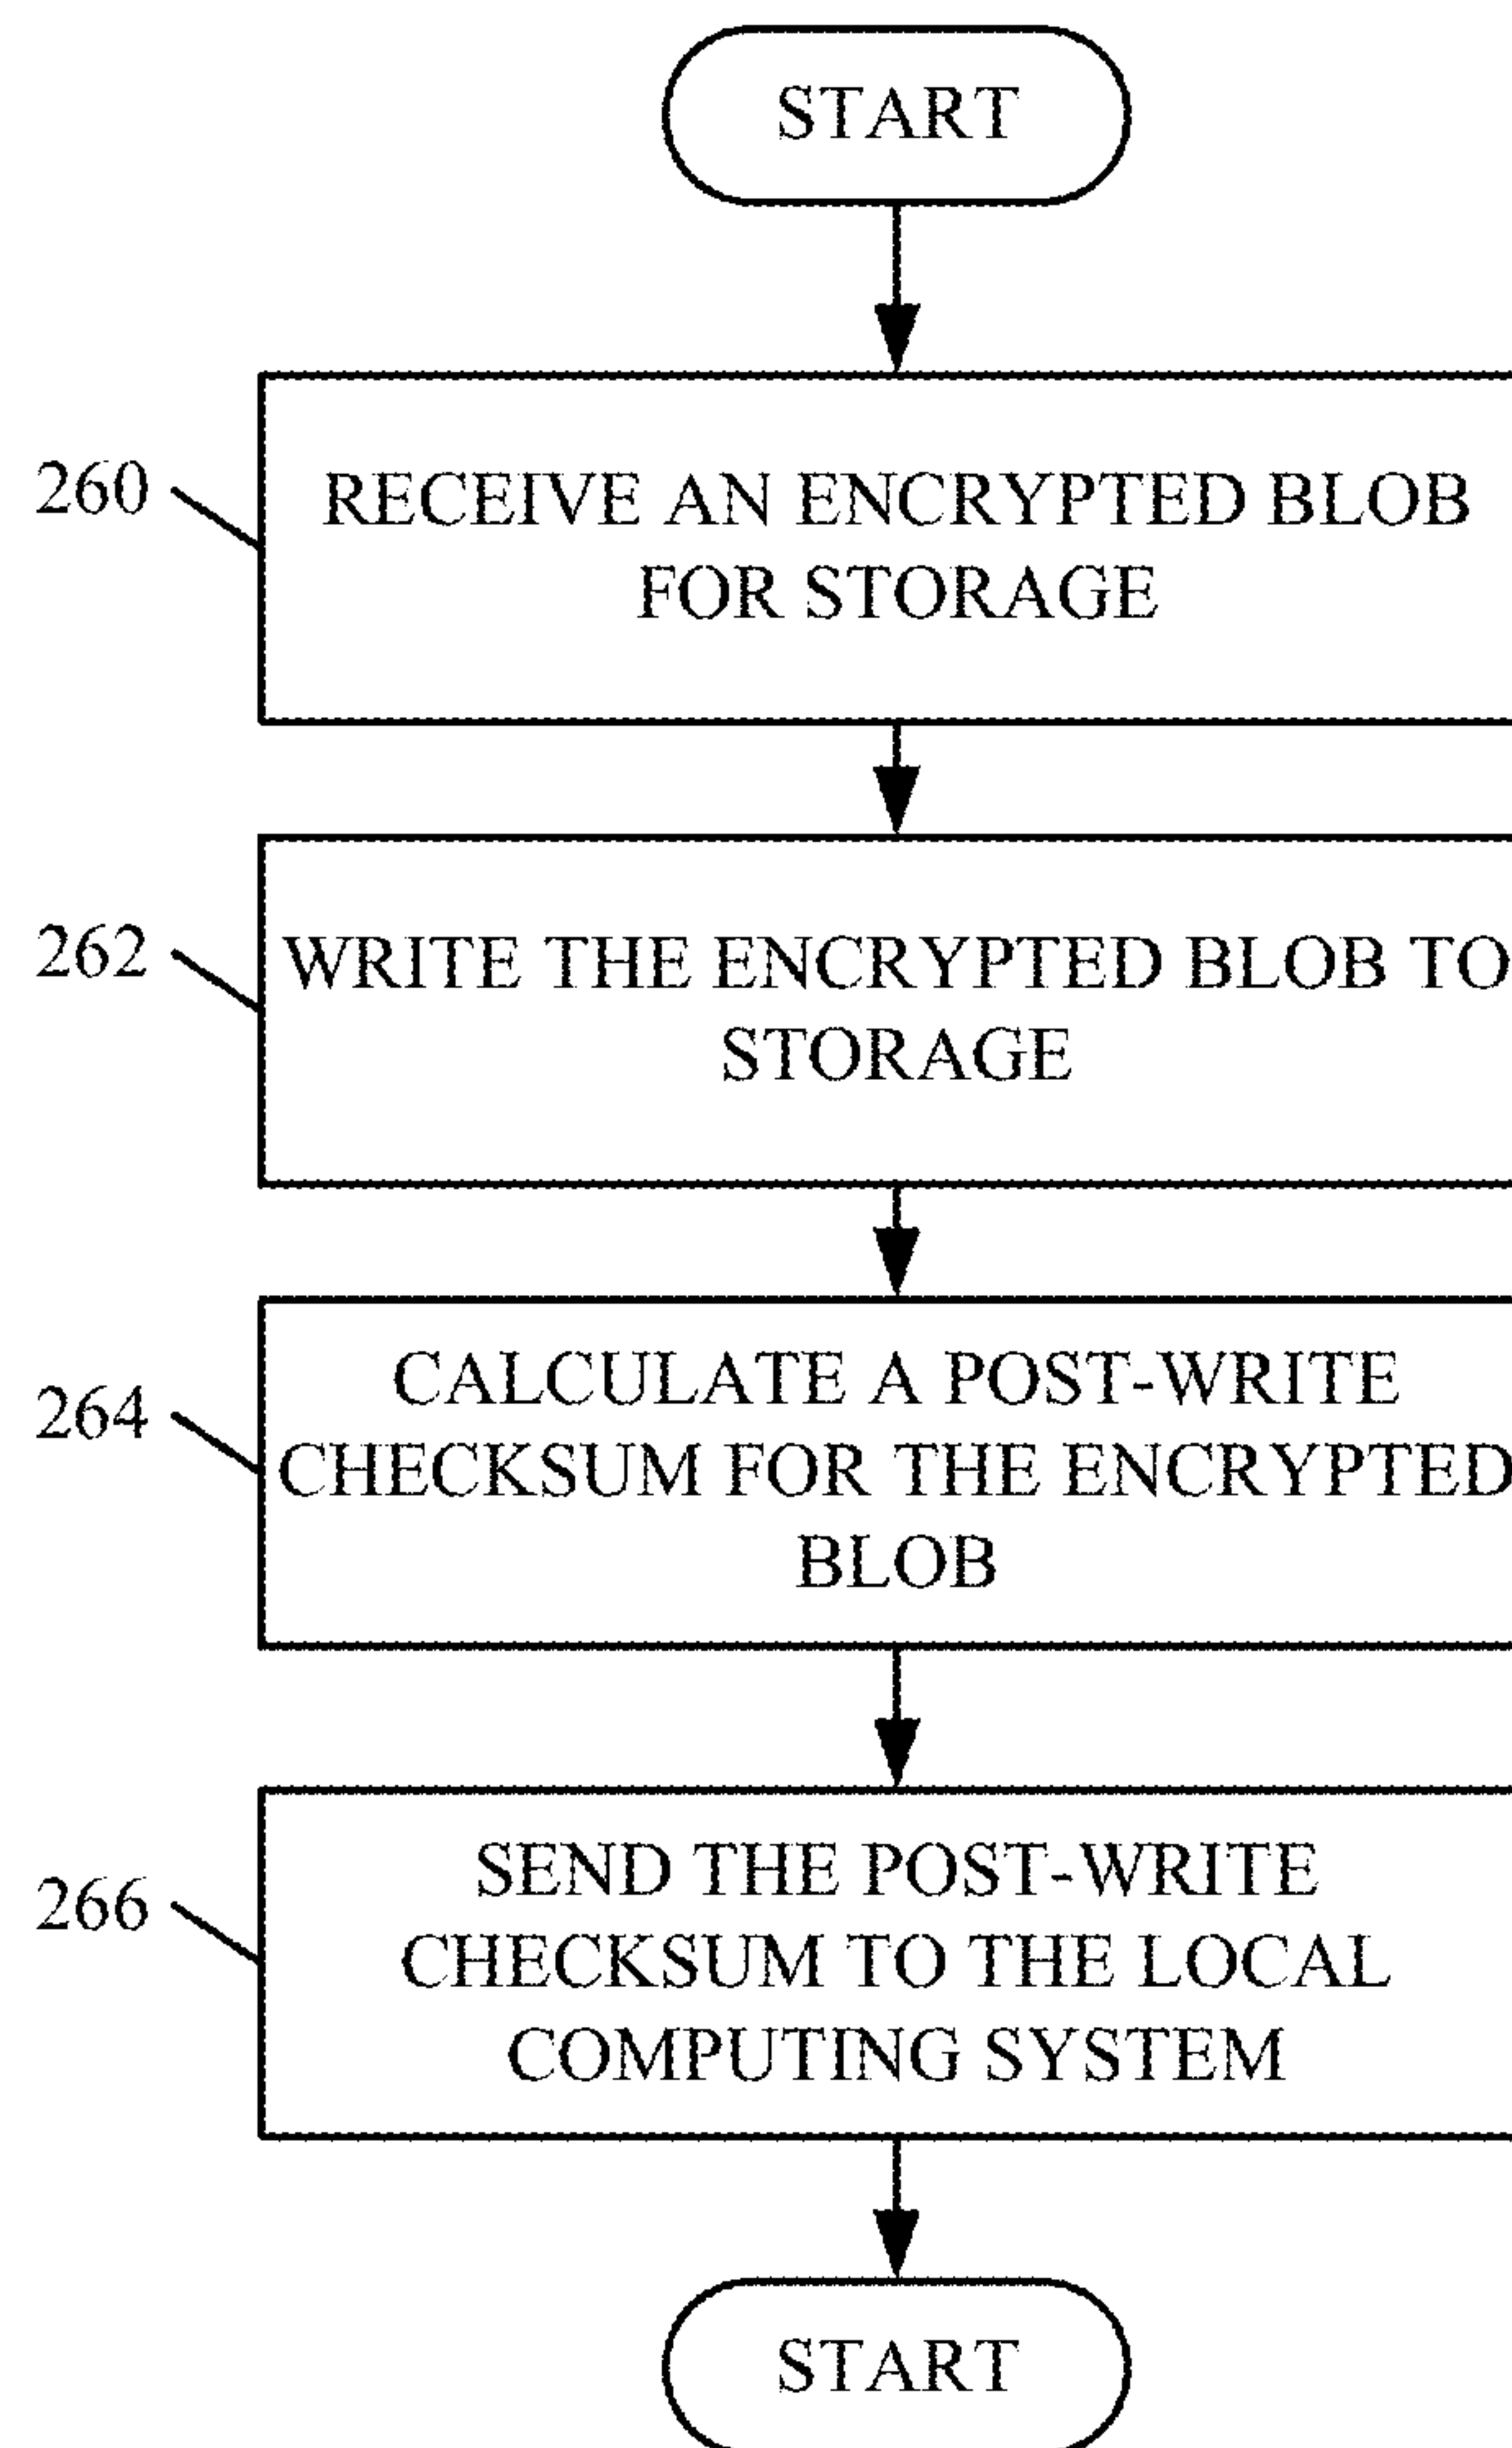 START
260
RECEIVE AN ENCRYPTED BLOB
FOR STORAGE
262
WRITE THE ENCRYPTED BLOB TO
STORAGE
264
CALCULATE A POST-WRITE
CHECKSUM FOR THE ENCRYPTED
BLOB
266
SEND THE POST-WRITE
CHECKSUM TO THE LOCAL
COMPUTING SYSTEM
START